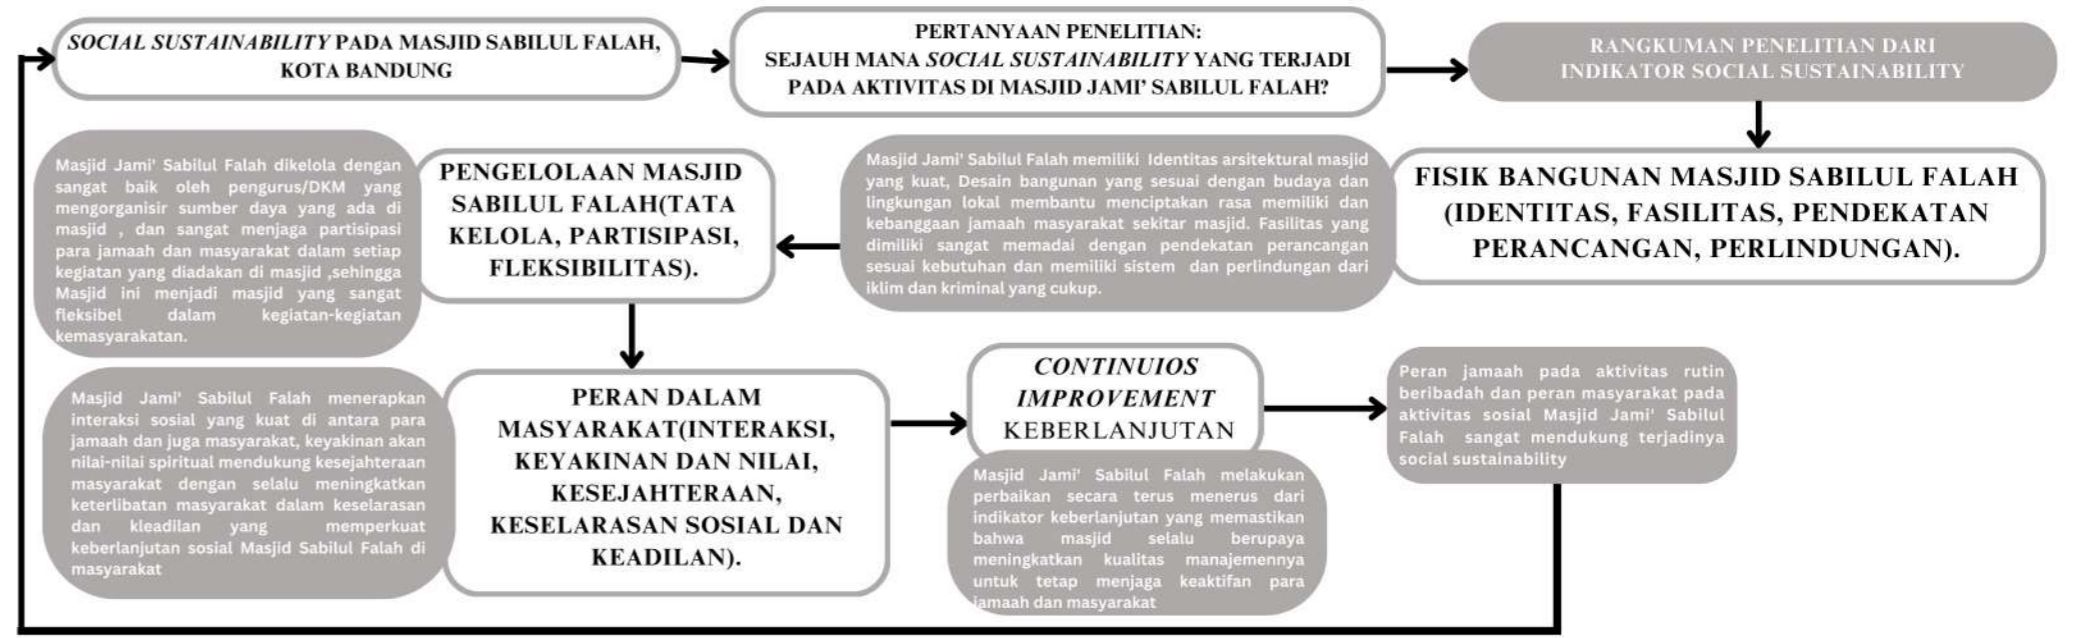 SOCIAL SUSTAINABILITY PADA MASJID SABILUL FALAH,
KOTA BANDUNG
PERTANYAAN PENELITIAN:
SEJAUH MANA SOCIAL SUSTAINABILITY YANG TERJADI
PADA AKTIVITAS DI MASJID JAMI' SABILUL FALAH?
RANGKUMAN PENELITIAN DARI
INDIKATOR SOCIAL SUSTAINABILITY
FISIK BANGUNAN MASJID SABILUL FALAH
(IDENTITAS, FASILITAS, PENDEKATAN
PERANCANGAN, PERLINDUNGAN).
Masjid Jami' Sabilul Falah memiliki Identitas arsitektural masjid
yang kuat, Desain bangunan yang sesuai dengan budaya dan
lingkungan lokal membantu menciptakan rasa memiliki dan
kebanggaan jamaah masyarakat sekitar masjid. Fasilitas yang
dimiliki sangat memadai dengan pendekatan perancangan
sesuai kebutuhan dan memiliki sistem dan perlindungan dari
iklim dan kriminal yang cukup.
PENGELOLAAN MASJID
SABILUL FALAH(TATA
KELOLA, PARTISIPASI,
FLEKSIBILITAS).
Masjid Jami' Sabilul Falah dikelola dengan
sangat baik oleh pengurus/DKM yang
mengorganisir sumber daya yang ada di
masjid , dan sangat menjaga partisipasi
para jamaah dan masyarakat dalam setiap
kegiatan yang diadakan di masjid ,sehingga
Masjid ini menjadi masjid yang sangat
fleksibel dalam kegiatan-kegiatan
kemasyarakatan.
PERAN DALAM
MASYARAKAT(INTERAKSI,
KEYAKINAN DAN NILAI,
KESEJAHTERAAN,
KESELARASAN SOSIAL DAN
KEADILAN).
Masjid Jami' Sabilul Falah menerapkan
interaksi sosial yang kuat di antara para
jamaah dan juga masyarakat, keyakinan akan
nilai-nilai spiritual mendukung kesejahteraan
masyarakat dengan selalu meningkatkan
keterlibatan masyarakat dalam keselarasan
dan kleadilan yang memperkuat
keberlanjutan sosial Masjid Sabilul Falah di
masyarakat
CONTINUIOS
IMPROVEMENT
KEBERLANJUTAN
Masjid Jami' Sabilul Falah melakukan
perbaikan secara terus menerus dari
indikator keberlanjutan yang memastikan
bahwa masjid selalu berupaya
meningkatkan kualitas manajemennya
untuk tetap menjaga keaktifan para
jamaah dan masyarakat
Peran jamaah pada aktivitas rutin
beribadah dan peran masyarakat pada
aktivitas sosial Masjid Jami' Sabilul
Falah sangat mendukung terjadinya
social sustainability